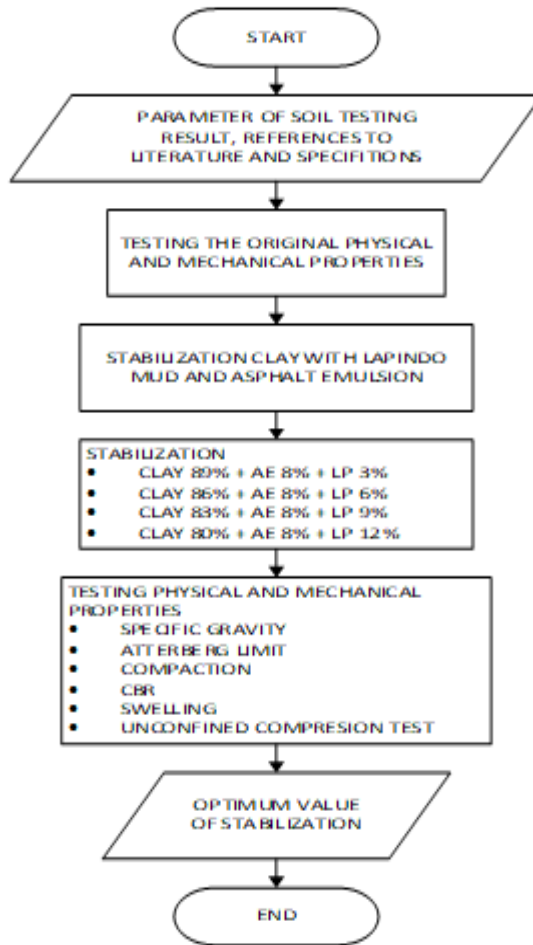 START
PARAMETER OF SOIL TESTING
RESULT, REFERENCES TO
LITERATURE AND SPECIFITIONS
TESTING THE ORIGINAL PHYSICAL
AND MECHANICAL PROPERTIES
STABILIZATION CLAY WITH LAPINDO
MUD AND ASPHALT EMULSION
STABILIZATION
• CLAY 89% + AE 8% + LP 3%
• CLAY 86% + AE 8% + LP 6%
• CLAY 83% + AE 8% + LP 9%
• CLAY 80% + AE 8% + LP 12%
TESTING PHYSICAL AND MECHANICAL
PROPERTIES
• SPECIFIC GRAVITY
• ATTERBERG LIMIT
• COMPACTION
• CBR
• SWELLING
• UNCONFINED COMPRESION TEST
OPTIMUM VALUE
OF STABILIZATION
END